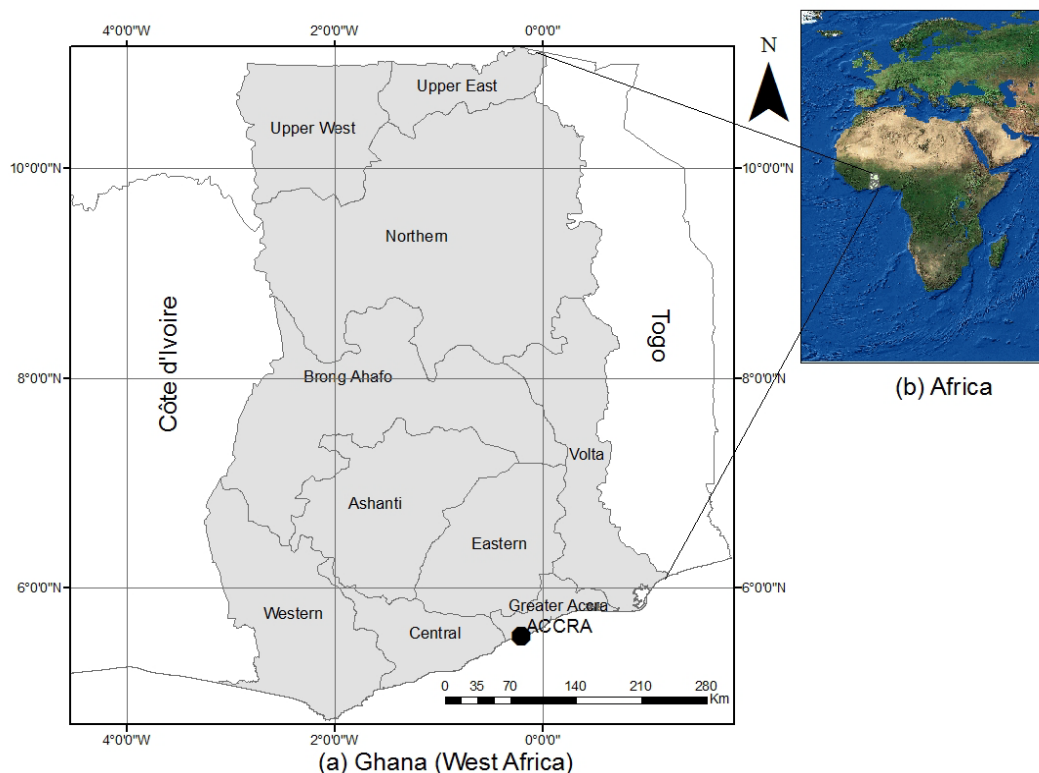 4°0'0"W 2°0'0"W 0°0'0"
N
Upper East
Upper West
10°0'0"N 10°0'0"N
Northern
Côte d'Ivoire
Togo
8°0'0"N 8°0'0"N
Brong Ahafo
(b) Africa
Volta
Ashanti
Eastern
6°0'0"N 6°0'0"N
Greater Accra
Western
Central
ACCRA
0 35 70 140 210 280
Km
4°0'0"W 2°0'0"W 0°0'0"
(a) Ghana (West Africa)